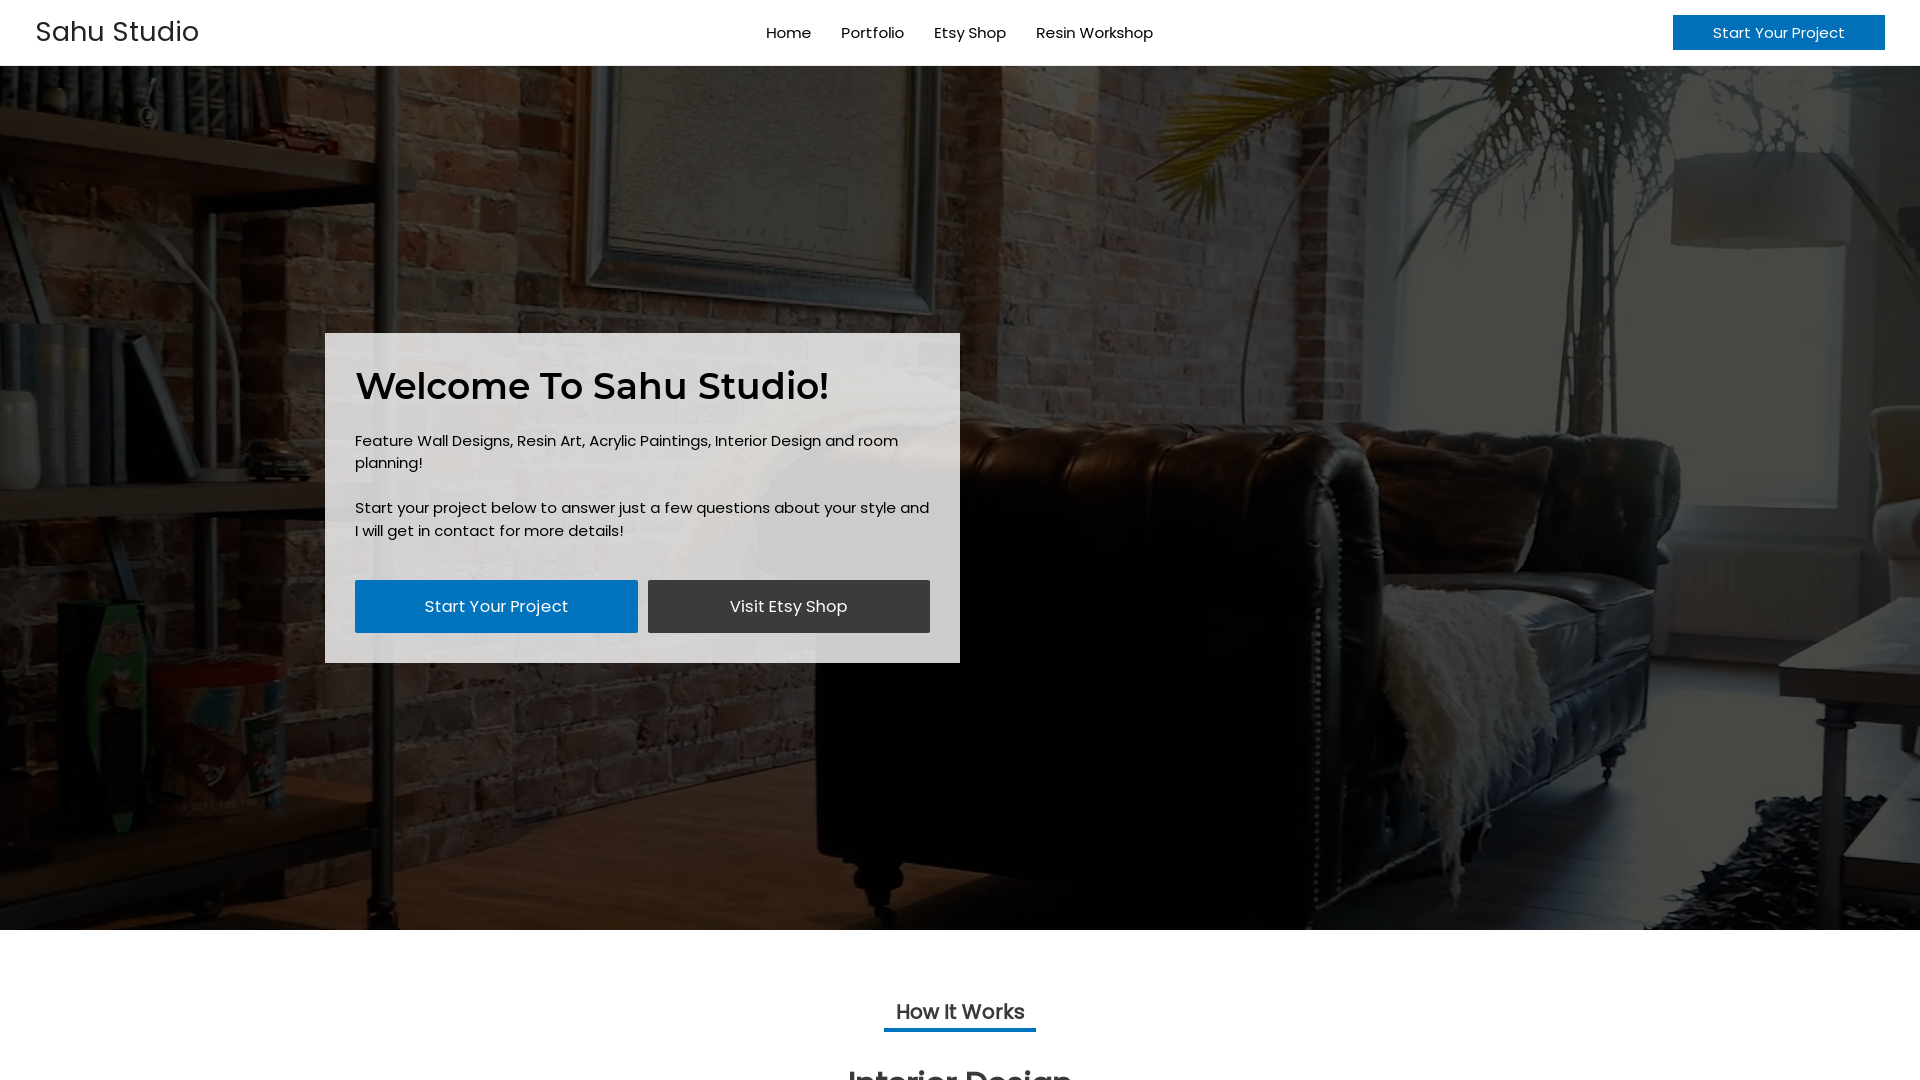 Sahu Studio
Home
Portfolio
Etsy Shop
Resin Workshop
Start Your Project
Welcome To Sahu Studio!
Feature Wall Designs, Resin Art, Acrylic Paintings, Interior Design and room
planning!
Start your project below to answer just a few questions about your style and
I will get in contact for more details!
Start Your Project
Visit Etsy Shop
How It Works
Interior Design